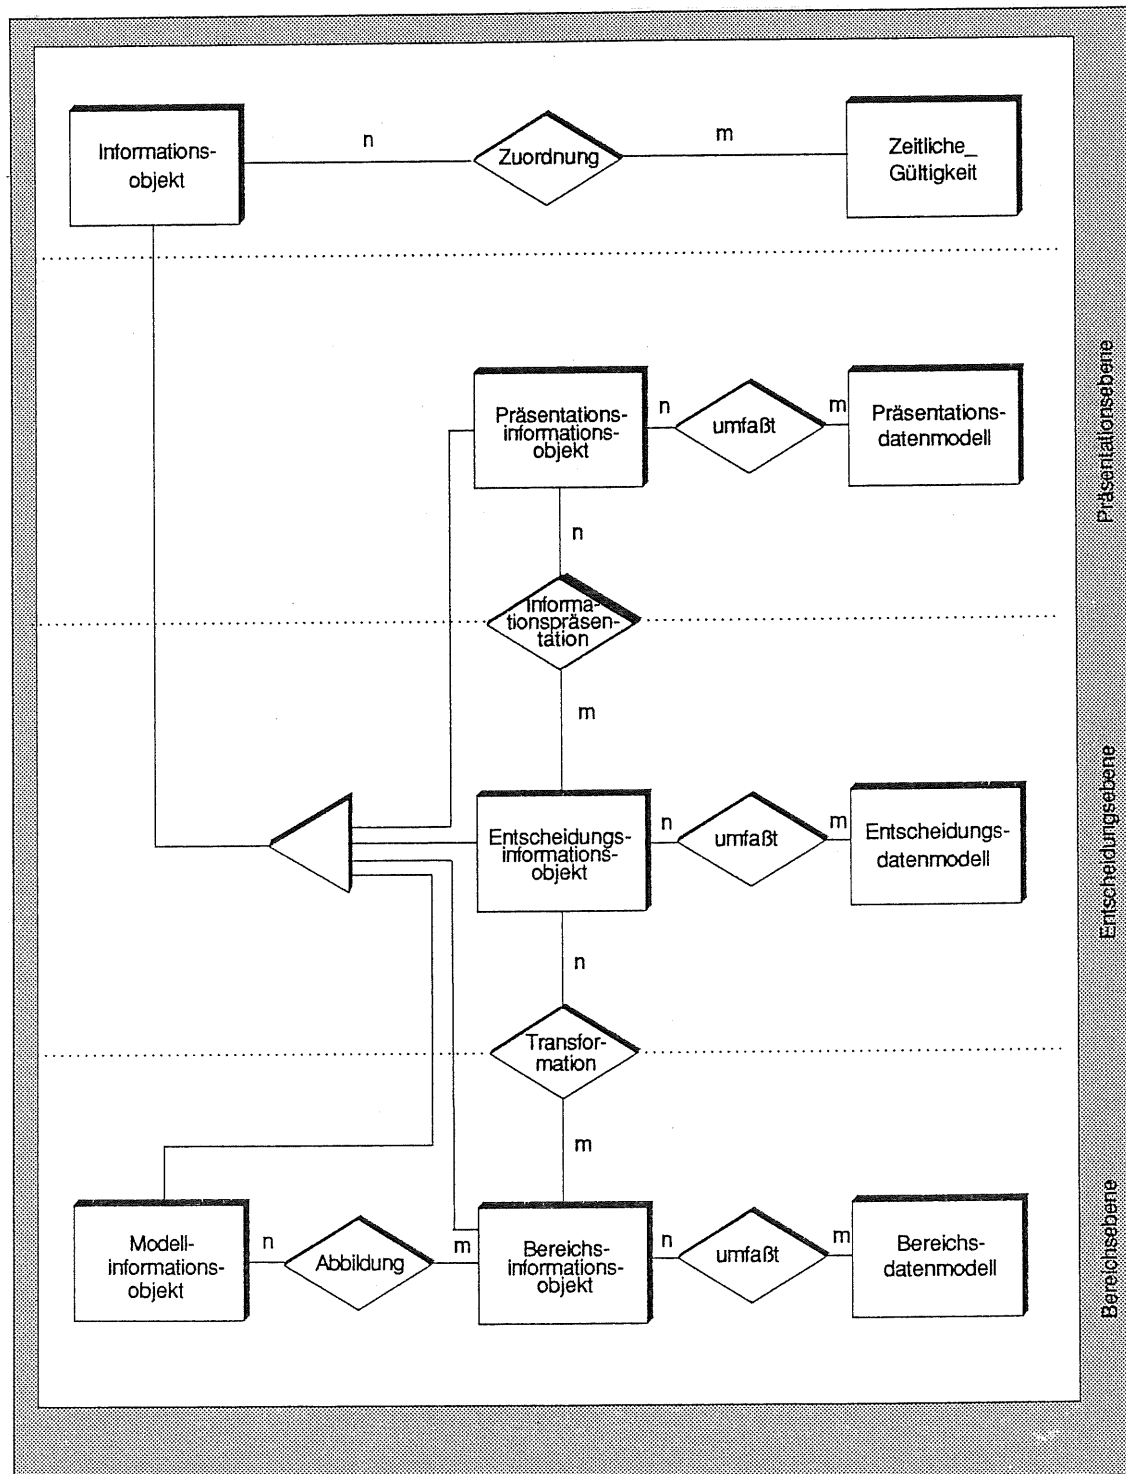 Informations-
objekt
n
Zuordnung
m
Zeitliche_
Gültigkeit
Präsentationsebene
Präsentations-
informations-
objekt
n
umfaßt
m
Präsentations-
datenmodell
n
Informa-
tionspräsen-
tation
m
Entscheidungsebene
Entscheidungs-
informations-
objekt
n
umfaßt
m
Entscheidungs-
datenmodell
n
Transfor-
mation
m
Bereichsebene
Modell-
informations-
objekt
n
Abbildung
m
Bereichs-
informations-
objekt
n
umfaßt
m
Bereichs-
datenmodell